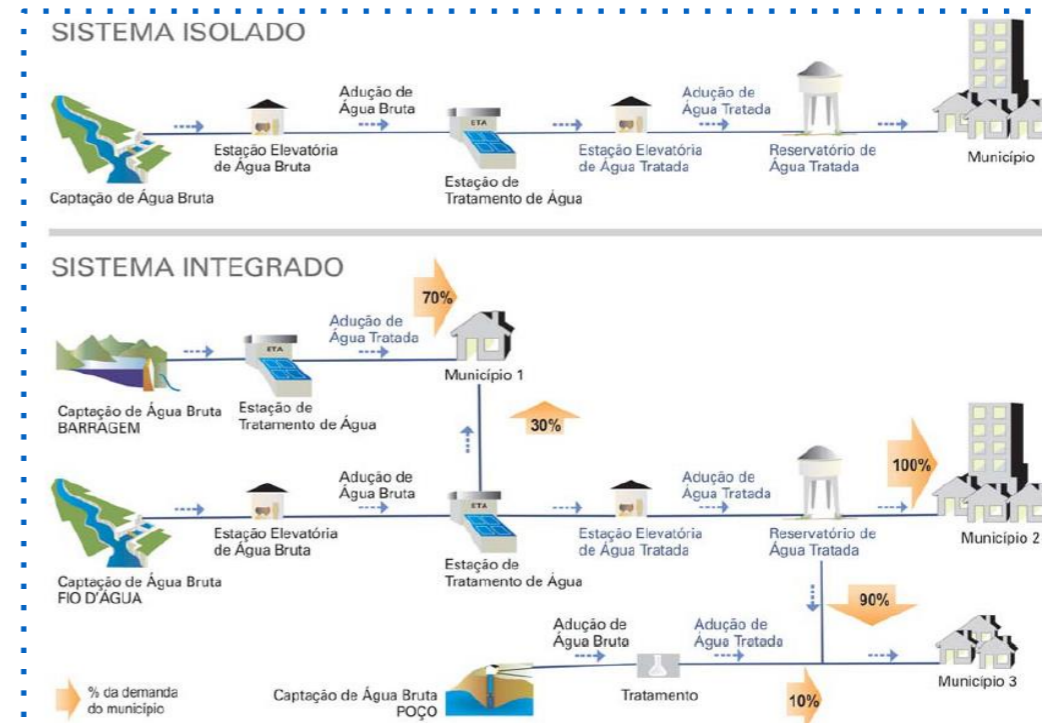 SISTEMA ISOLADO
Captação de Água Bruta
Estação Elevatória
de Água Bruta
Adução de
Água Bruta
ETA
Estação de
Tratamento de Água
Estação Elevatória
de Água Tratada
Adução de
Água Tratada
Reservatório de
Água Tratada
Município
SISTEMA INTEGRADO
Captação de Água Bruta
BARRAGEM
ETA
Estação de
Tratamento de Água
Adução de
Água Tratada
70%
Município 1
30%
Captação de Água Bruta
FIO D'ÁGUA
Estação Elevatória
de Água Bruta
Adução de
Água Bruta
ETA
Estação de
Tratamento de Água
Estação Elevatória
de Água Tratada
Adução de
Água Tratada
Reservatório de
Água Tratada
100%
Município 2
90%
Captação de Água Bruta
POÇO
Adução de
Água Bruta
Tratamento
Adução de
Água Tratada
10%
Município 3
% da demanda
do município